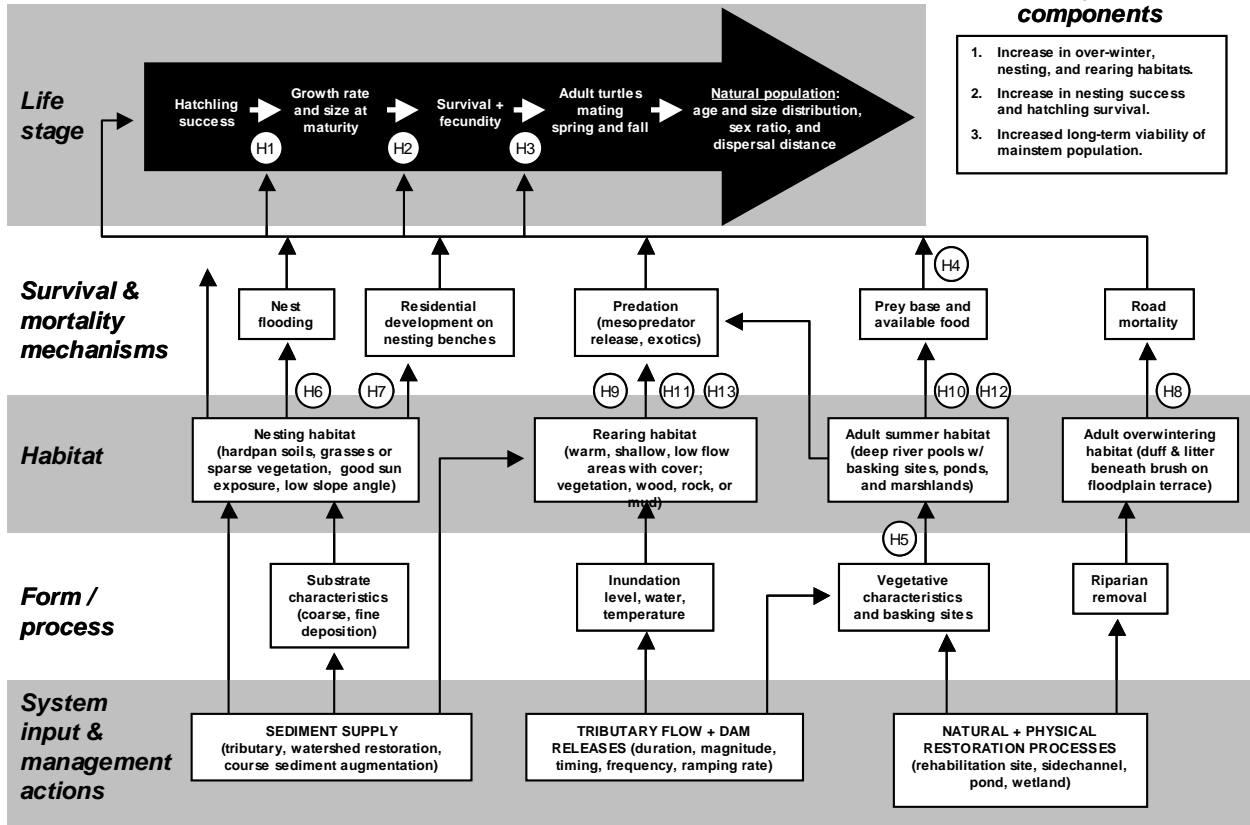 components
1. Increase in over-winter,
nesting, and rearing habitats.
2. Increase in nesting success
and hatchling survival.
3. Increased long-term viability of
mainstem population.
Life
stage
Hatchling
success
Growth rate
and size at
maturity
Survival +
fecundity
Adult turtles
mating
spring and fall
Natural population:
age and size distribution,
sex ratio, and
dispersal distance
H1
H2
H3
Survival &
mortality
mechanisms
H4
Nest
flooding
Residential
development on
nesting benches
Predation
(mesopredator
release, exotics)
Prey base and
available food
Road
mortality
H6
H7
H9
H11
H13
H10
H12
H8
Habitat
Nesting habitat
(hardpan soils, grasses or
sparse vegetation, good sun
exposure, low slope angle)
Rearing habitat
(warm, shallow, low flow
areas with cover;
vegetation, wood, rock, or
mud)
Adult summer habitat
(deep river pools w/
basking sites, ponds,
and marshlands)
Adult overwintering
habitat (duff & litter
beneath brush on
floodplain terrace)
H5
Form /
process
Substrate
characteristics
(coarse, fine
deposition)
Inundation
level, water,
temperature
Vegetative
characteristics
and basking sites
Riparian
removal
System
input &
management
actions
SEDIMENT SUPPLY
(tributary, watershed restoration,
course sediment augmentation)
TRIBUTARY FLOW + DAM
RELEASES (duration, magnitude,
timing, frequency, ramping rate)
NATURAL + PHYSICAL
RESTORATION PROCESSES
(rehabilitation site, sidechannel,
pond, wetland)